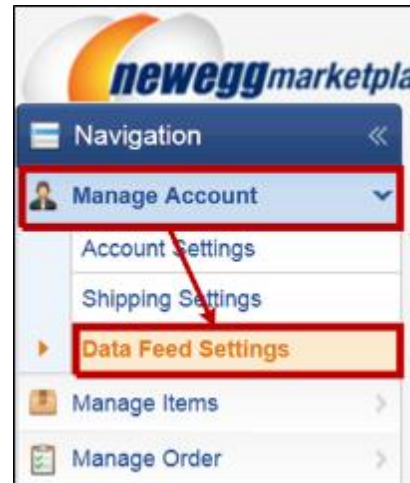 neweggmarketpla
Navigation
Manage Account
Account Settings
Shipping Settings
Data Feed Settings
Manage Items
Manage Order